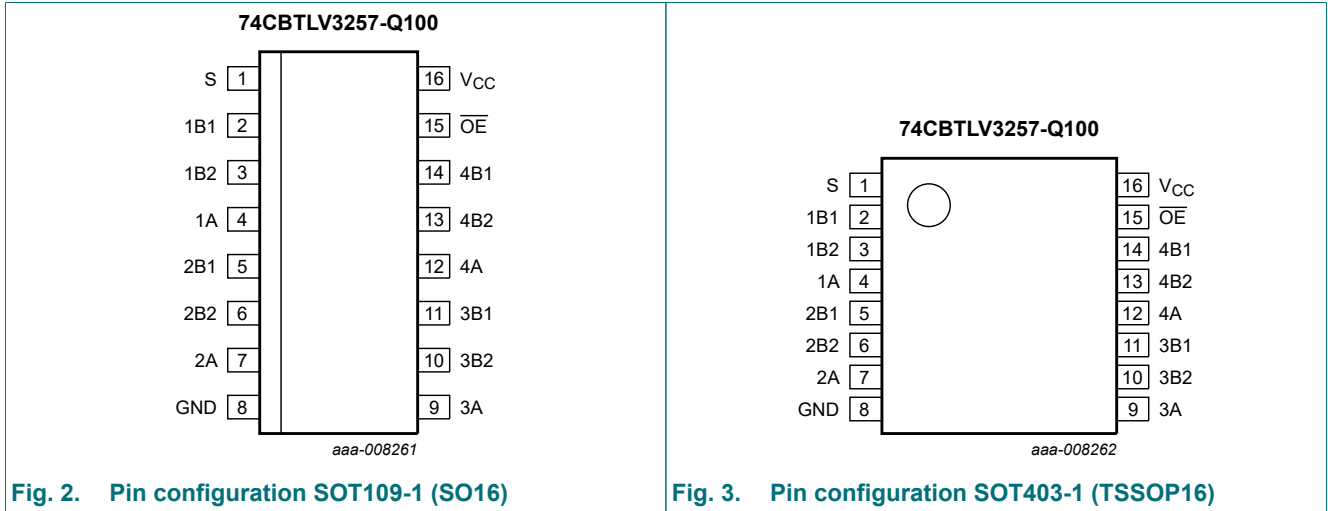 74CBTLV3257-Q100
S 1 16 VCC
1B1 2 15 OE
1B2 3 14 4B1
1A 4 13 4B2
2B1 5 12 4A
2B2 6 11 3B1
2A 7 10 3B2
GND 8 9 3A
aaa-008261
Fig. 2. Pin configuration SOT109-1 (SO16)
74CBTLV3257-Q100
S 1 16 VCC
1B1 2 15 OE
1B2 3 14 4B1
1A 4 13 4B2
2B1 5 12 4A
2B2 6 11 3B1
2A 7 10 3B2
GND 8 9 3A
aaa-008262
Fig. 3. Pin configuration SOT403-1 (TSSOP16)